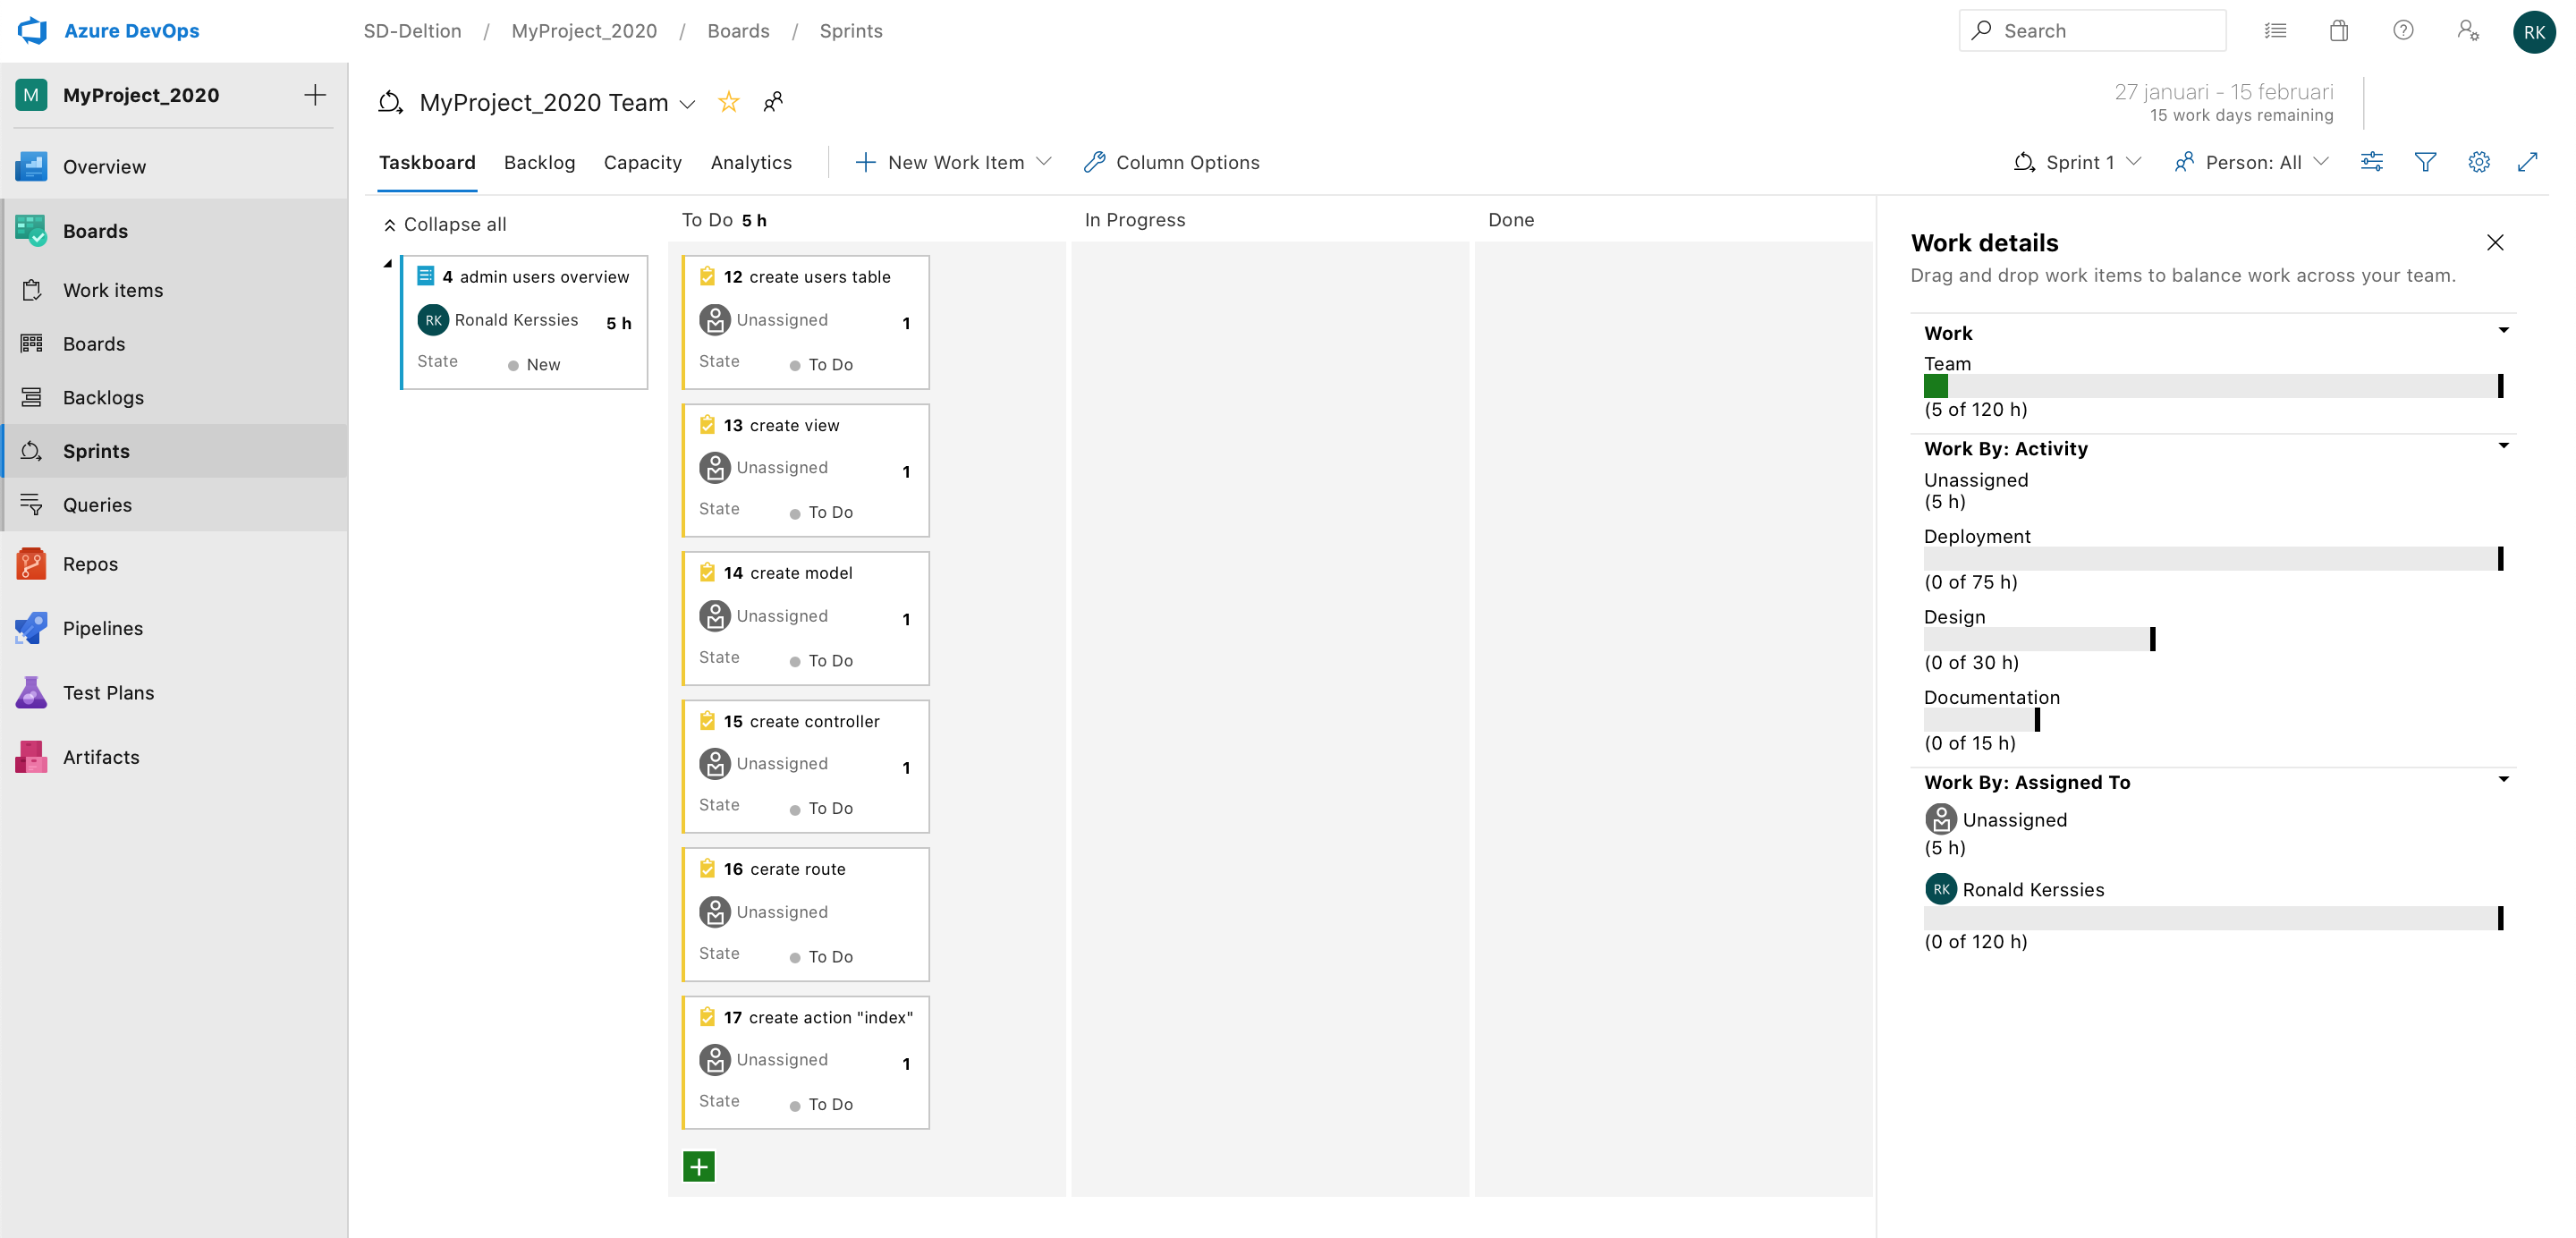 Azure DevOps
SD-Deltion / MyProject_2020 / Boards / Sprints
Search
RK
M MyProject_2020
Overview
Boards
Work items
Boards
Backlogs
Sprints
Queries
Repos
Pipelines
Test Plans
Artifacts
MyProject_2020 Team
27 januari - 15 februari
15 work days remaining
Taskboard Backlog Capacity Analytics New Work Item Column Options
Sprint 1 Person: All
Collapse all
To Do 5 h
In Progress
Done
4 admin users overview
RK Ronald Kerssies 5 h
State New
12 create users table
Unassigned 1
State To Do
13 create view
Unassigned 1
State To Do
14 create model
Unassigned 1
State To Do
15 create controller
Unassigned 1
State To Do
16 cerate route
Unassigned
State To Do
17 create action "index"
Unassigned 1
State To Do
Work details
Drag and drop work items to balance work across your team.
Work
Team
(5 of 120 h)
Work By: Activity
Unassigned
(5 h)
Deployment
(0 of 75 h)
Design
(0 of 30 h)
Documentation
(0 of 15 h)
Work By: Assigned To
Unassigned
(5 h)
RK Ronald Kerssies
(0 of 120 h)